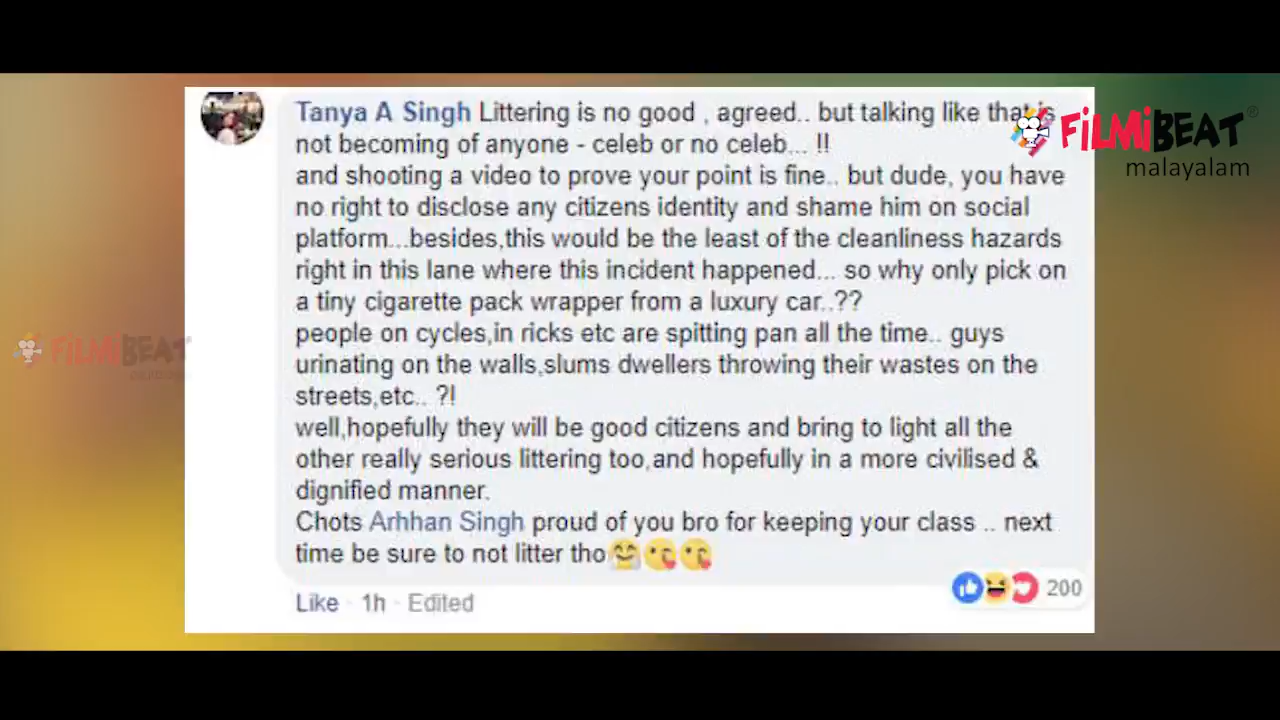 Tanya A Singh Littering is no good , agreed.. but talking like that is
not becoming of anyone - celeb or no celeb... !!
and shooting a video to prove your point is fine.. but dude, you have
no right to disclose any citizens identity and shame him on social
platform...besides,this would be the least of the cleanliness hazards
right in this lane where this incident happened... so why only pick on
a tiny cigarette pack wrapper from a luxury car..??
people on cycles,in ricks etc are spitting pan all the time.. guys
urinating on the walls,slums dwellers throwing their wastes on the
streets,etc.. ?!
well,hopefully they will be good citizens and bring to light all the
other really serious littering too,and hopefully in a more civilised &
dignified manner.
Chots Arhhan Singh proud of you bro for keeping your class .. next
time be sure to not litter tho🤗😘😘
200
Like · 1h · Edited
FiLMiBEAT®
malayalam
FiLMiBEAT